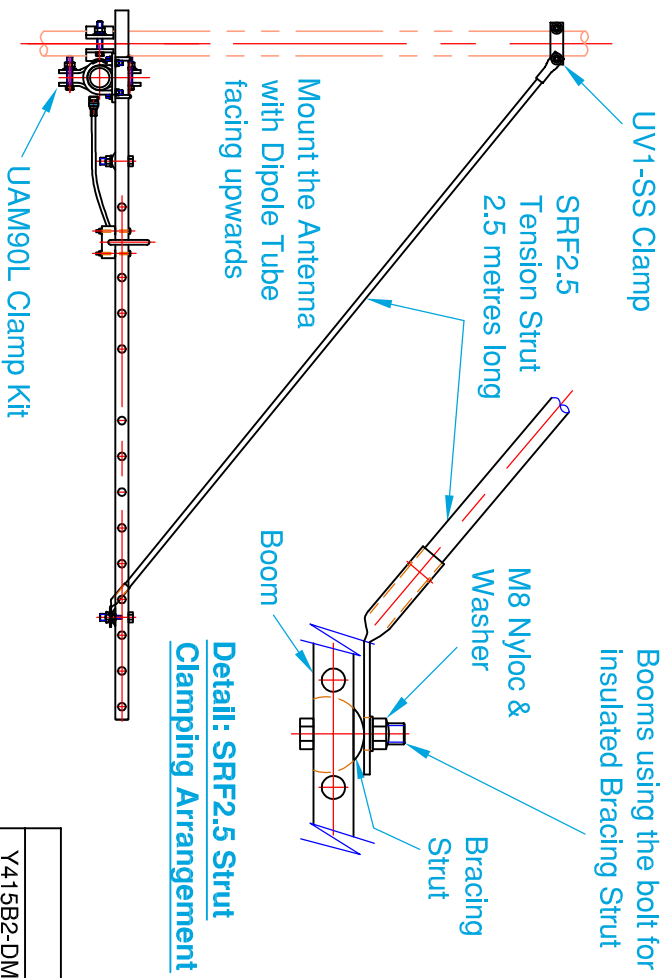 Booms using the bolt for
insulated Bracing Strut
UV1-SS Clamp
SRF2.5
Tension Strut
2.5 metres long
M8 Nyloc &
Washer
Mount the Antenna
with Dipole Tube
facing upwards
Bracing
Strut
Boom
Detail: SRF2.5 Strut
Clamping Arrangement
UAM90L Clamp Kit
Y415B2-DM